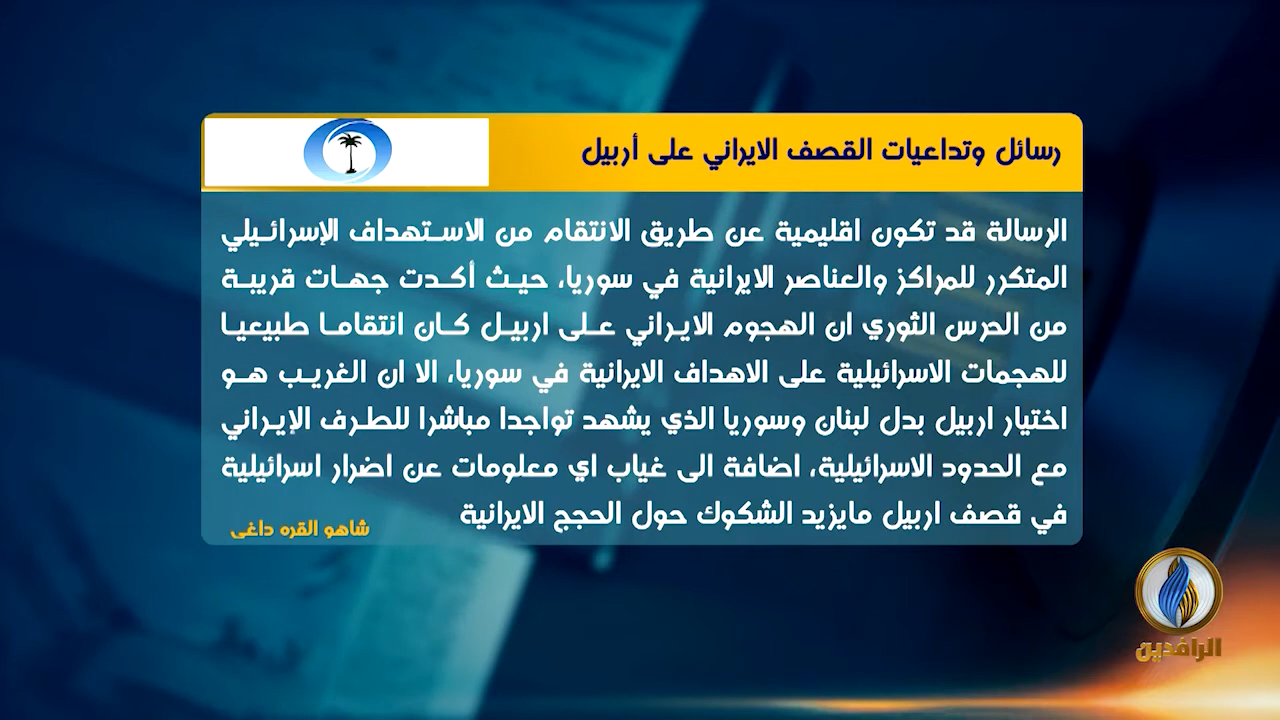 رسائل وتداعيات القصف الايراني على أربيل
الرسالة قد تكون اقليمية عن طريق الانتقام من الاستهداف الإسرائيلي
المتكرر للمراكز والعناصر الايرانية في سوريا، حيث أكدت جهات قريبة
من الحرس الثوري ان الهجوم الايراني على اربيل كان انتقاما طبيعيا
للهجمات الاسرائيلية على الاهداف الايرانية في سوريا، الا ان الغريب هو
اختيار اربيل بدل لبنان وسوريا الذي يشهد تواجدا مباشرا للطرف الإيراني
مع الحدود الاسرائيلية، اضافة الى غياب اي معلومات عن اضرار اسرائيلية
في قصف اربيل مايزيد الشكوك حول الحجج الايرانية
شاهو القره داغى
الرافدين